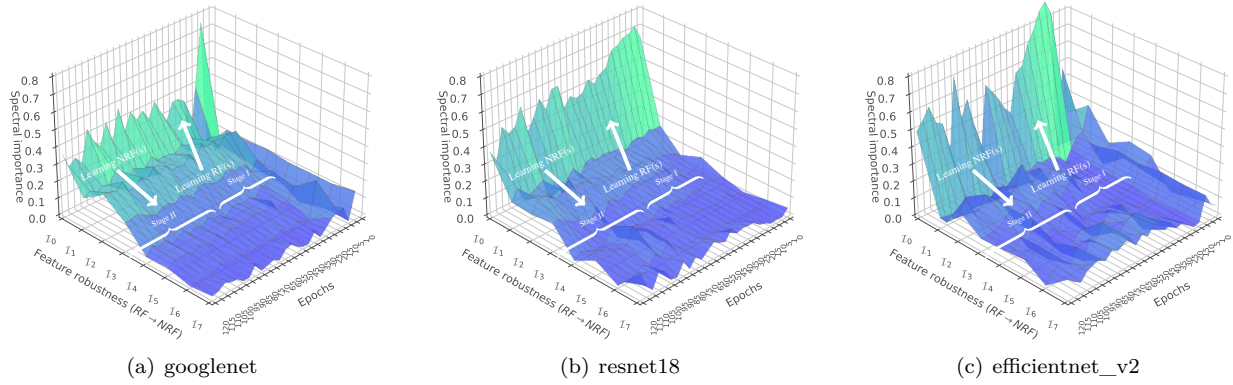 0.8
0.7
0.6
0.5
0.4
0.3
0.2
0.1
0.0
Spectral importance
Learning NRF(s)
Learning RF(s)
Stage I
Stage II
I0
I1
I2
I3
I4
I5
I6
I7
Feature robustness (RF→NRF)
Epochs
(a) googlenet
0.8
0.7
0.6
0.5
0.4
0.3
0.2
0.1
0.0
Spectral importance
Learning NRF(s)
Learning RF(s)
Stage I
Stage II
I0
I1
I2
I3
I4
I5
I6
I7
Feature robustness (RF→NRF)
Epochs
(b) resnet18
0.8
0.7
0.6
0.5
0.4
0.3
0.2
0.1
0.0
Spectral importance
Learning NRF(s)
Learning RF(s)
Stage I
Stage II
I0
I1
I2
I3
I4
I5
I6
I7
Feature robustness (RF→NRF)
Epochs
(c) efficientnet_v2